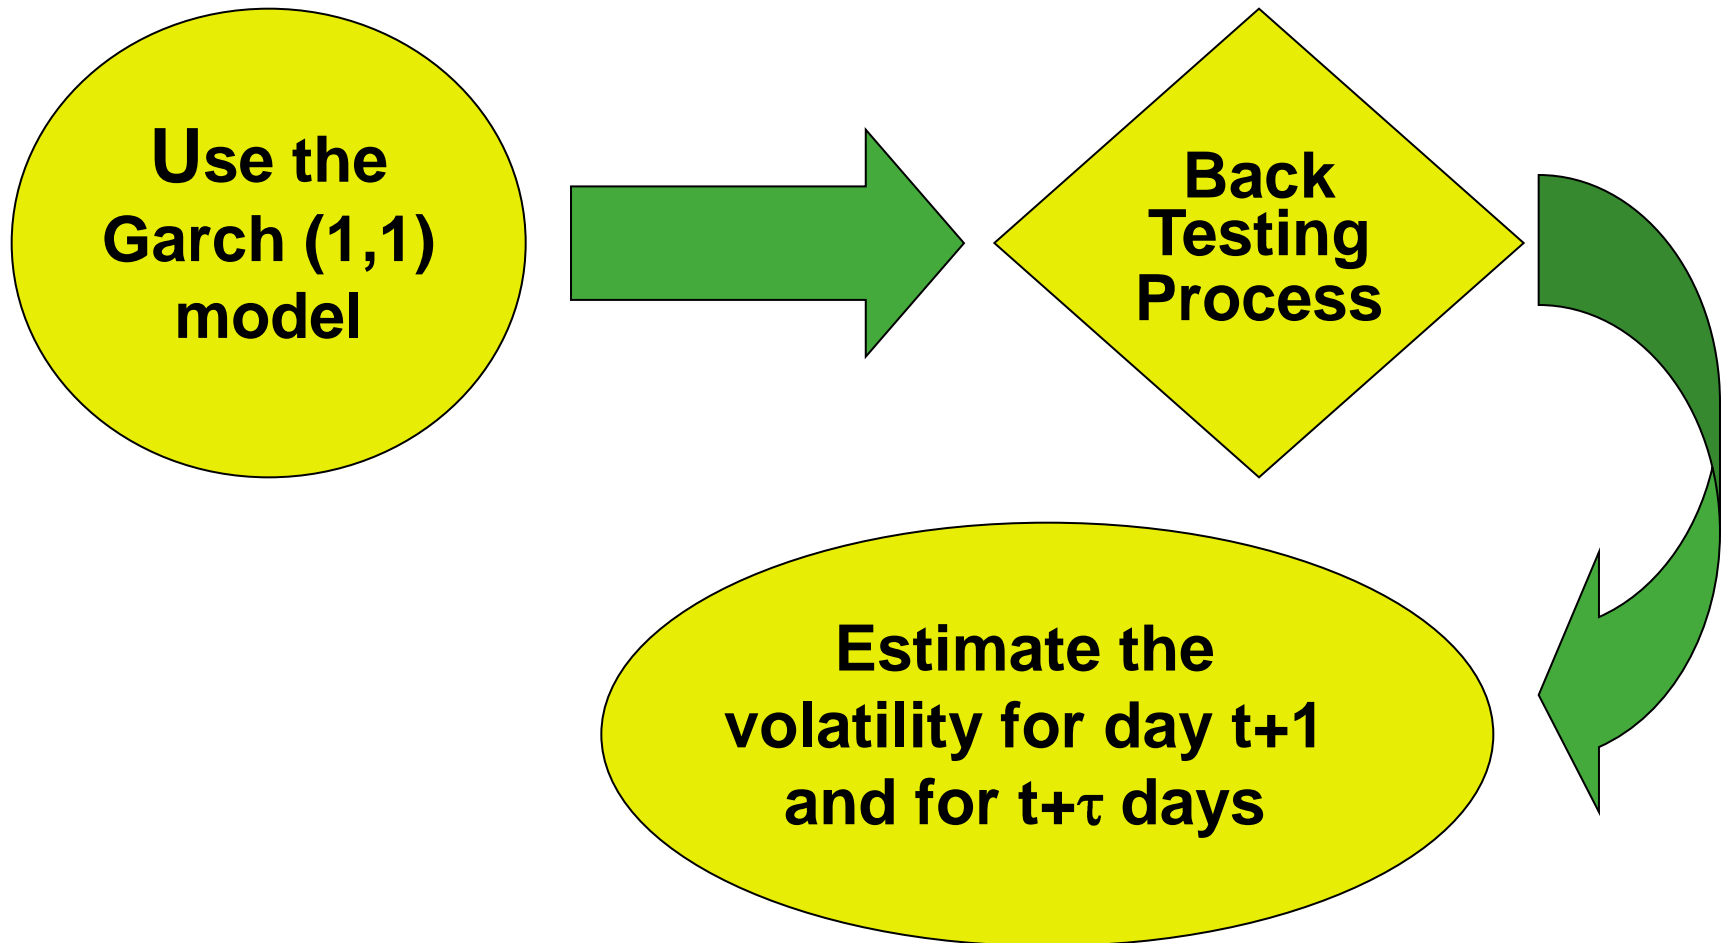 Use the
Garch (1,1)
model
Back
Testing
Process
Estimate the
volatility for day t+1
and for t+τ days